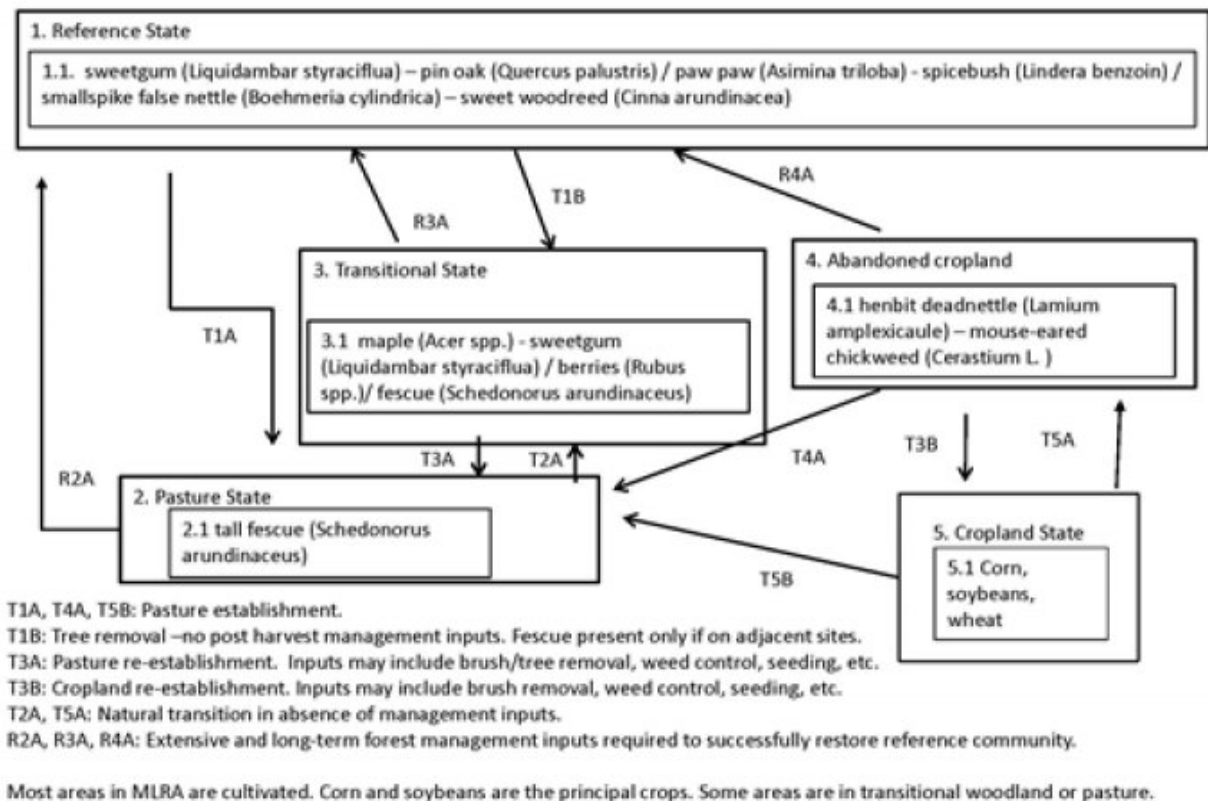 1. Reference State
1.1. sweetgum (Liquidambar styraciflua) – pin oak (Quercus palustris) / paw paw (Asimina triloba) - spicebush (Lindera benzoin) /
smallspike false nettle (Boehmeria cylindrica) – sweet woodreed (Cinna arundinacea)
R4A
T1B
R3A
3. Transitional State
4. Abandoned cropland
3.1 maple (Acer spp.) - sweetgum
(Liquidambar styraciflua) / berries (Rubus
spp.)/ fescue (Schedonorus arundinaceus)
4.1 henbit deadnettle (Lamium
amplexicaule) – mouse-eared
chickweed (Cerastium L. )
T1A
T3A
T2A
T4A
T3B
T5A
R2A
2. Pasture State
2.1 tall fescue (Schedonorus
arundinaceus)
5. Cropland State
5.1 Corn,
soybeans,
wheat
T5B
T1A, T4A, T5B: Pasture establishment.
T1B: Tree removal –no post harvest management inputs. Fescue present only if on adjacent sites.
T3A: Pasture re-establishment. Inputs may include brush/tree removal, weed control, seeding, etc.
T3B: Cropland re-establishment. Inputs may include brush removal, weed control, seeding, etc.
T2A, T5A: Natural transition in absence of management inputs.
R2A, R3A, R4A: Extensive and long-term forest management inputs required to successfully restore reference community.
Most areas in MLRA are cultivated. Corn and soybeans are the principal crops. Some areas are in transitional woodland or pasture.